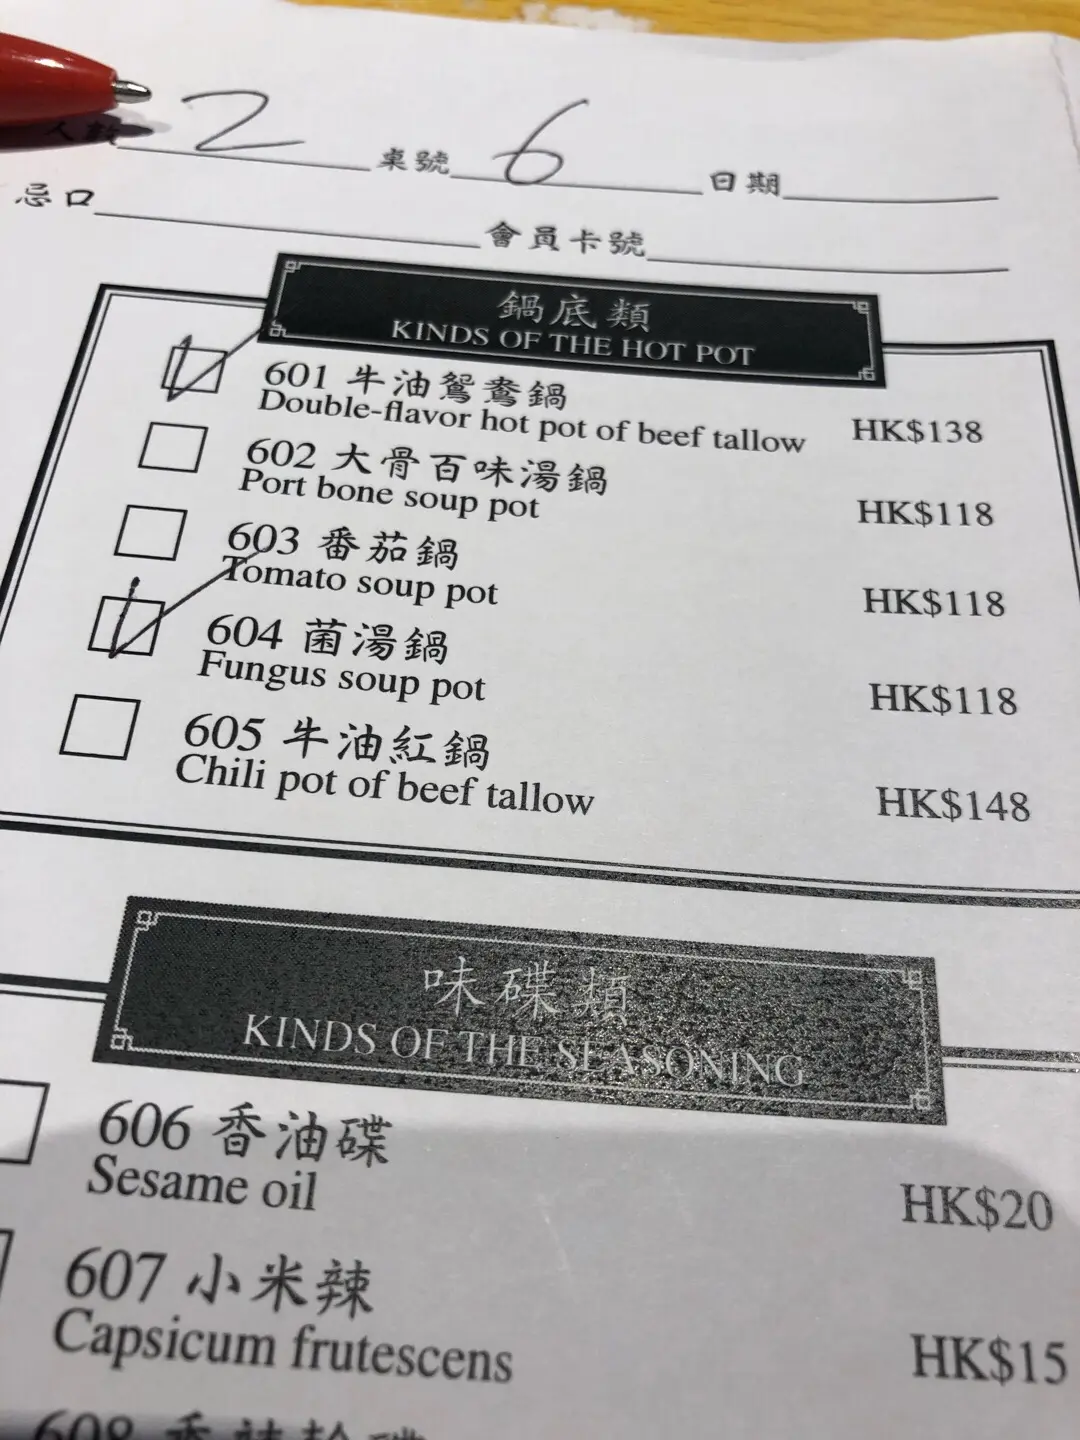 人數 2 桌號 6 日期
忌口 會員卡號
鍋底類
KINDS OF THE HOT POT
601 牛油鴛鴦鍋
Double-flavor hot pot of beef tallow HK$138
602 大骨百味湯鍋
Port bone soup pot HK$118
603 番茄鍋
Tomato soup pot HK$118
604 菌湯鍋
Fungus soup pot HK$118
605 牛油紅鍋
Chili pot of beef tallow HK$148
味碟類
KINDS OF THE SEASONING
606 香油碟
Sesame oil HK$20
607 小米辣
Capsicum frutescens HK$15
608